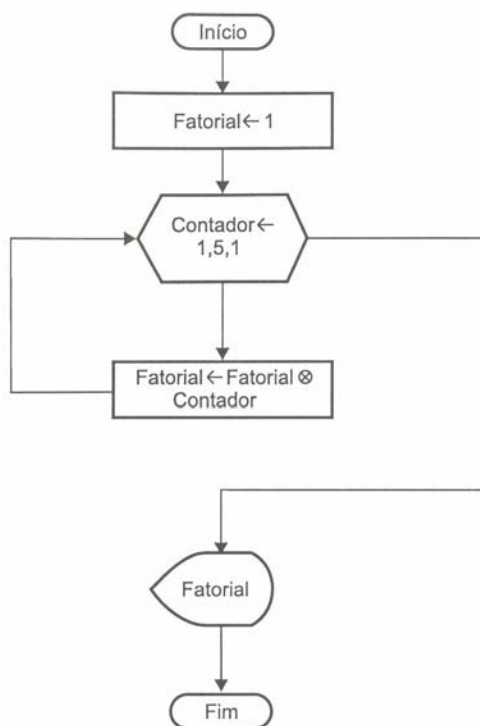 Início
Fatorial← 1
Contador←
1,5,1
Fatorial←Fatorial ⊗
Contador
Fatorial
Fim